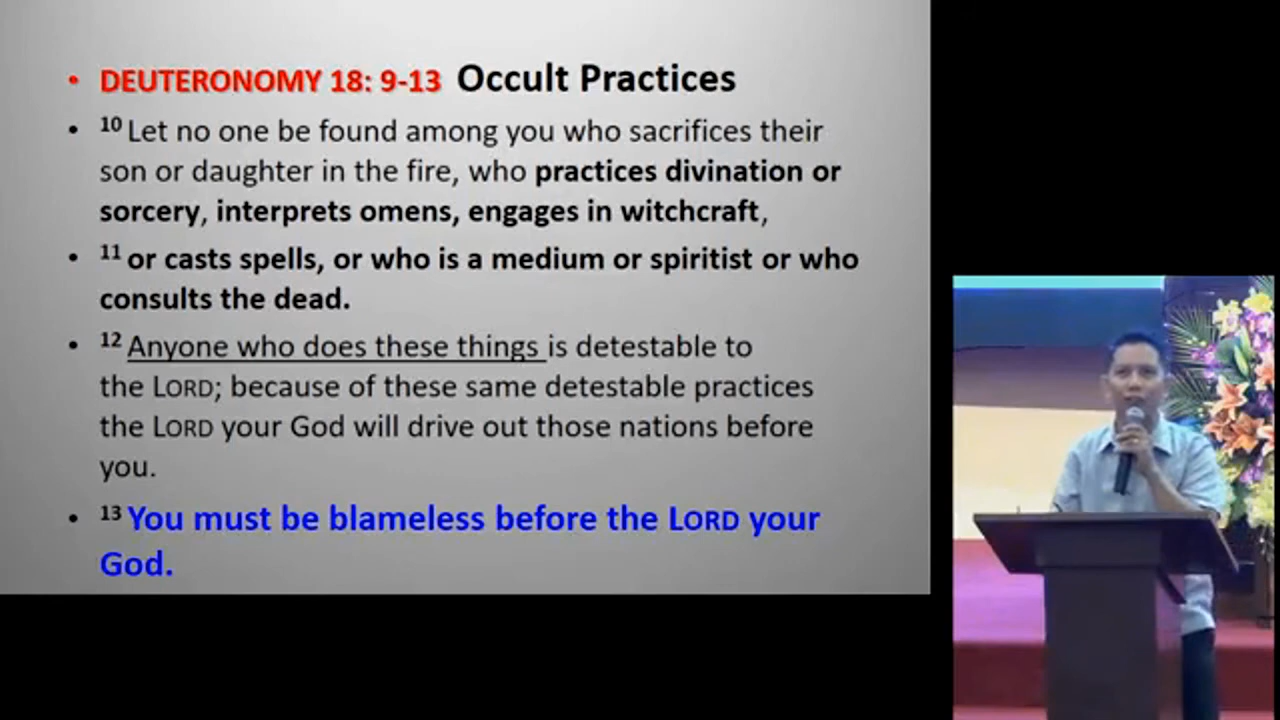 • DEUTERONOMY 18: 9-13 Occult Practices
• 10 Let no one be found among you who sacrifices their
son or daughter in the fire, who practices divination or
sorcery, interprets omens, engages in witchcraft,
• 11 or casts spells, or who is a medium or spiritist or who
consults the dead.
• 12 Anyone who does these things is detestable to
the LORD; because of these same detestable practices
the LORD your God will drive out those nations before
you.
• 13 You must be blameless before the LORD your
God.